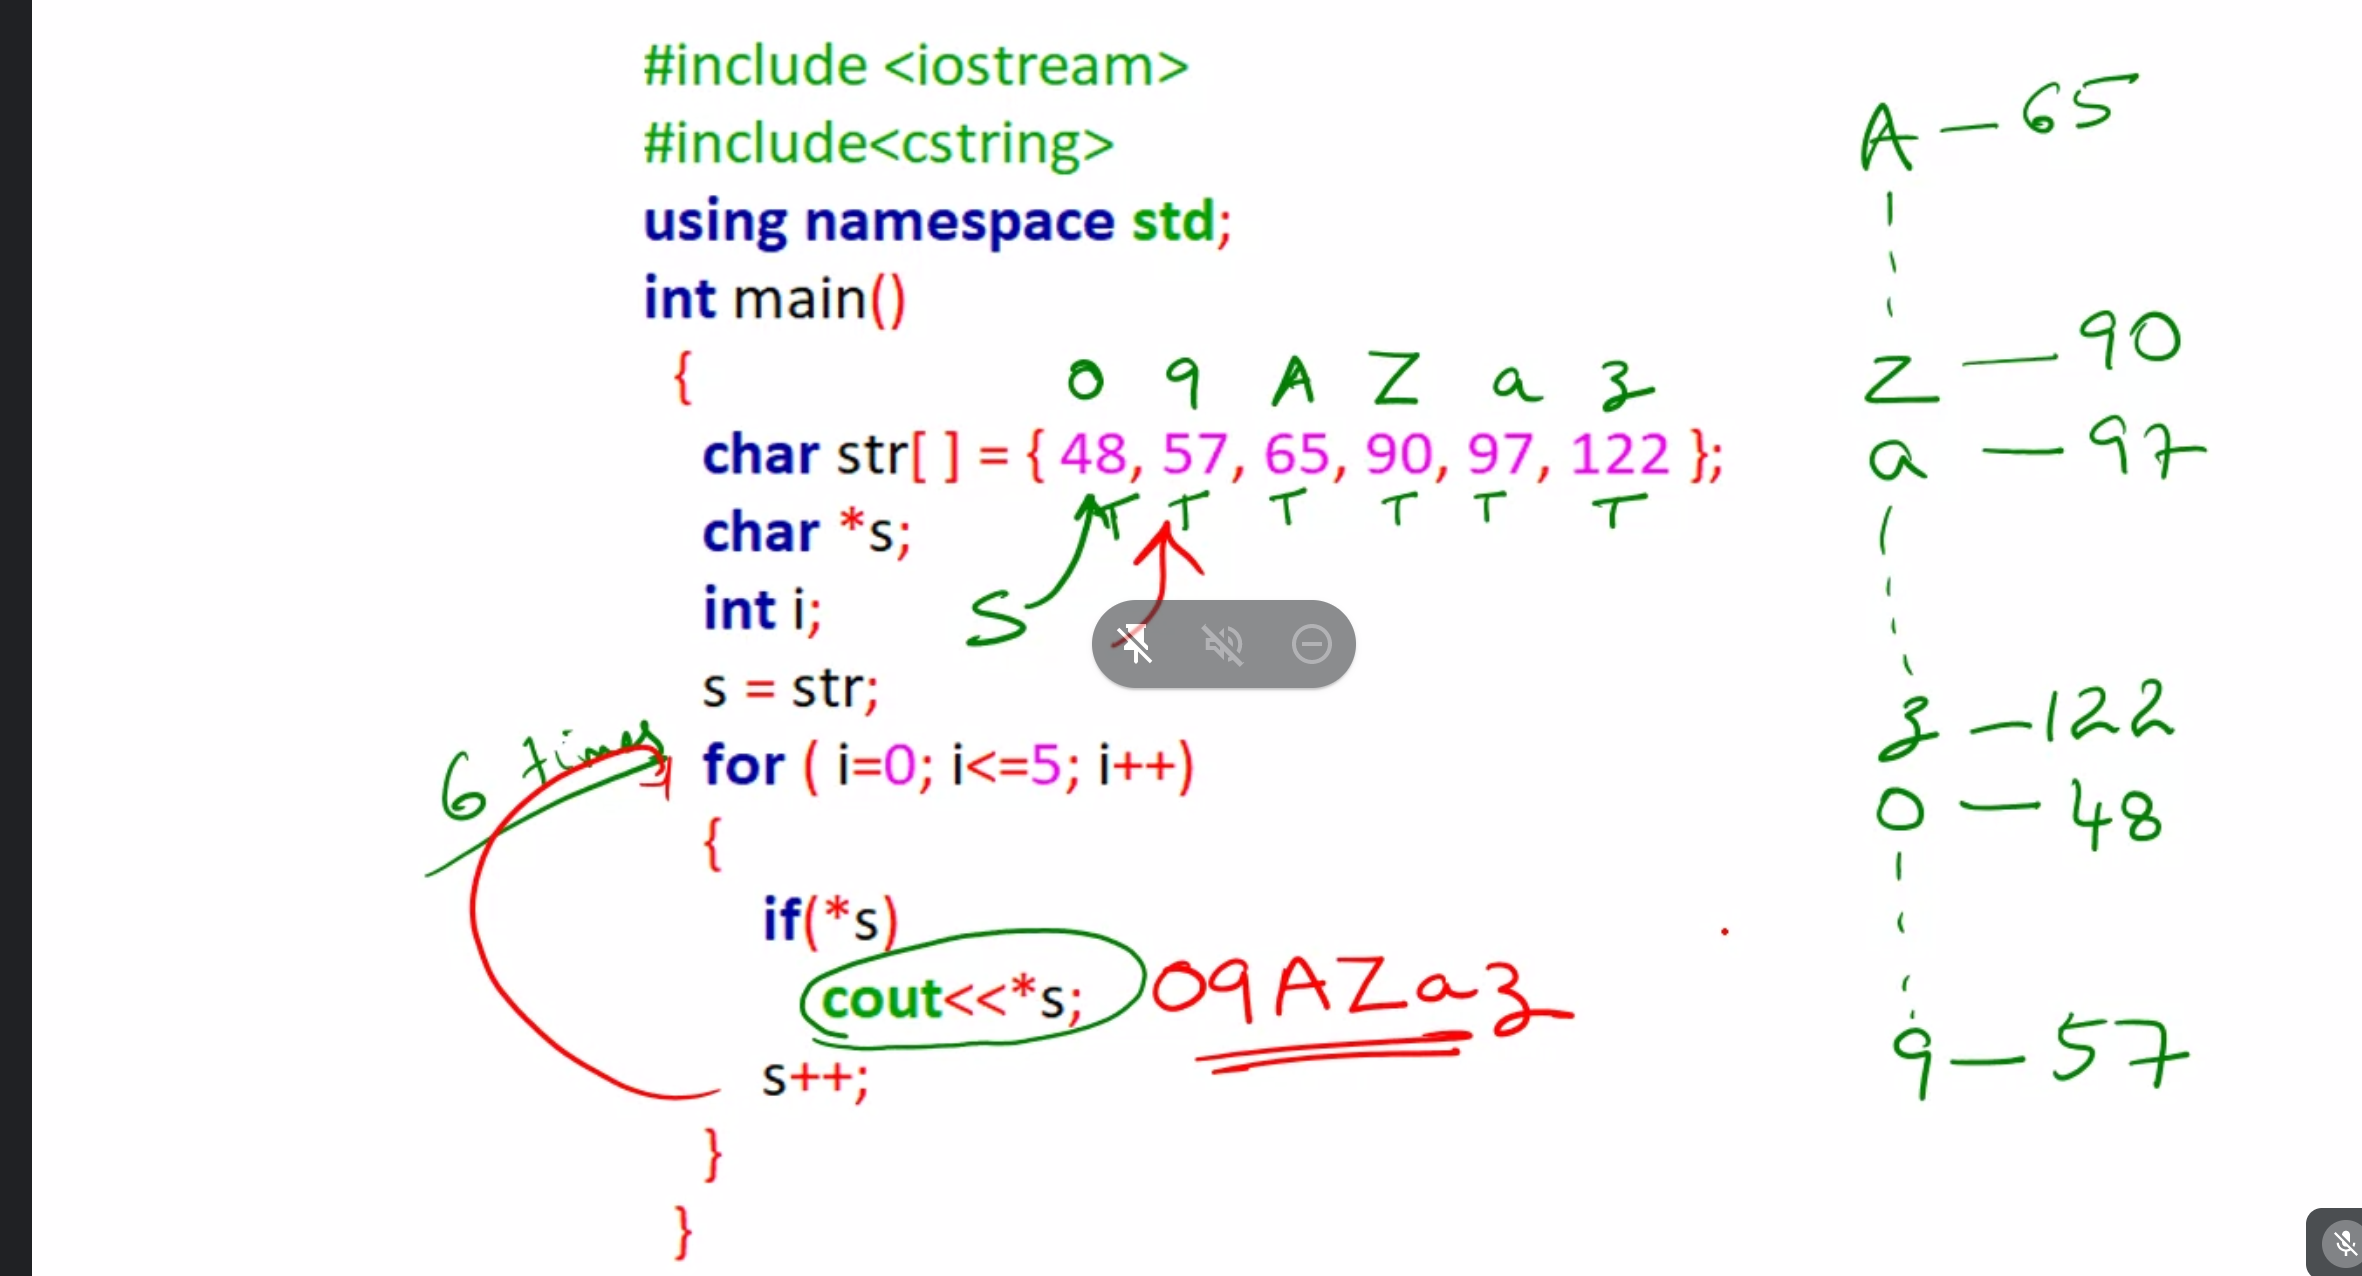 #include <iostream>
#include<cstring>
using namespace std;
int main()
{
0 9 A Z a z
char str[ ] = { 48, 57, 65, 90, 97, 122 };
T T T T T T
char *s;
int i;
S
s = str;
6 times
for ( i=0; i<=5; i++)
{
if(*s)
cout<<*s; 09AZaz
s++;
}
}
A - 65
Z - 90
a - 97
z - 122
0 - 48
9 - 57